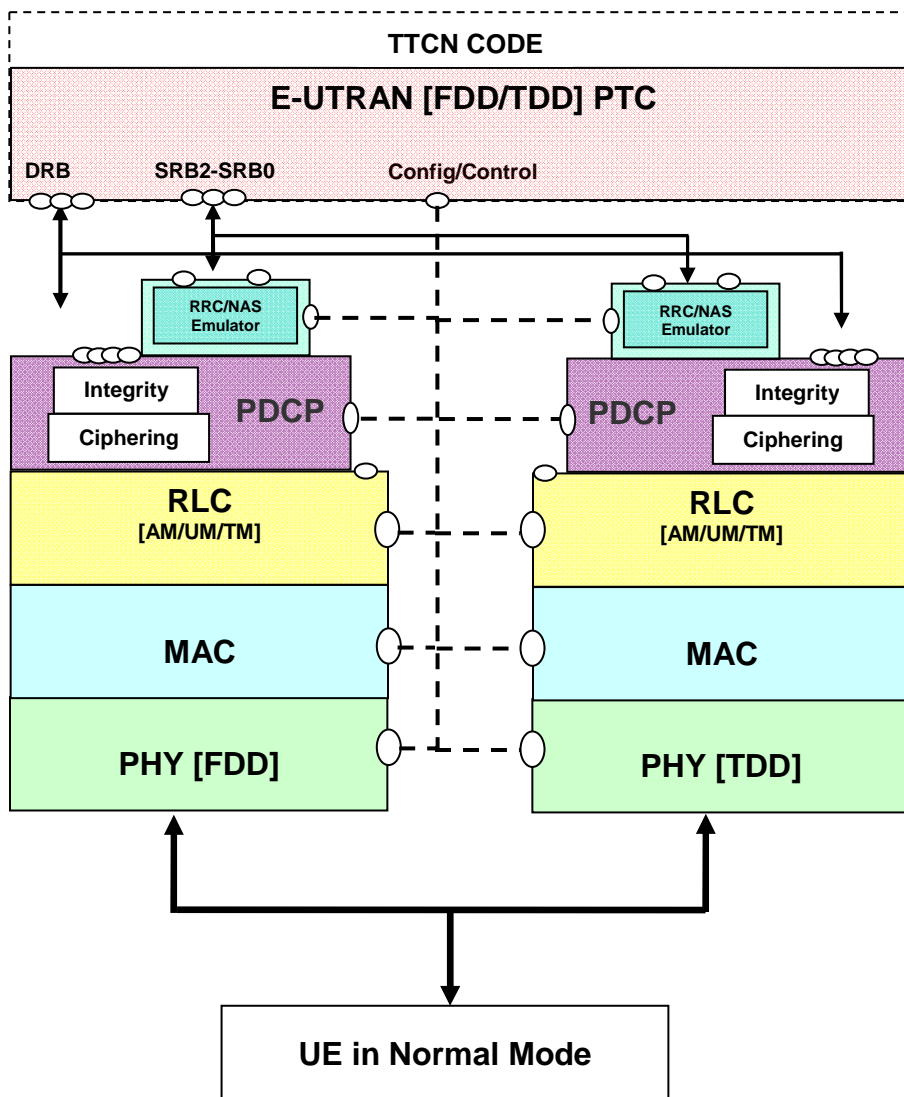 TTCN CODE
E-UTRAN [FDD/TDD] PTC
DRB
SRB2-SRB0
Config/Control
RRC/NAS
Emulator
RRC/NAS
Emulator
Integrity
Ciphering
PDCP
PDCP
Integrity
Ciphering
RLC
[AM/UM/TM]
RLC
[AM/UM/TM]
MAC
MAC
PHY [FDD]
PHY [TDD]
UE in Normal Mode